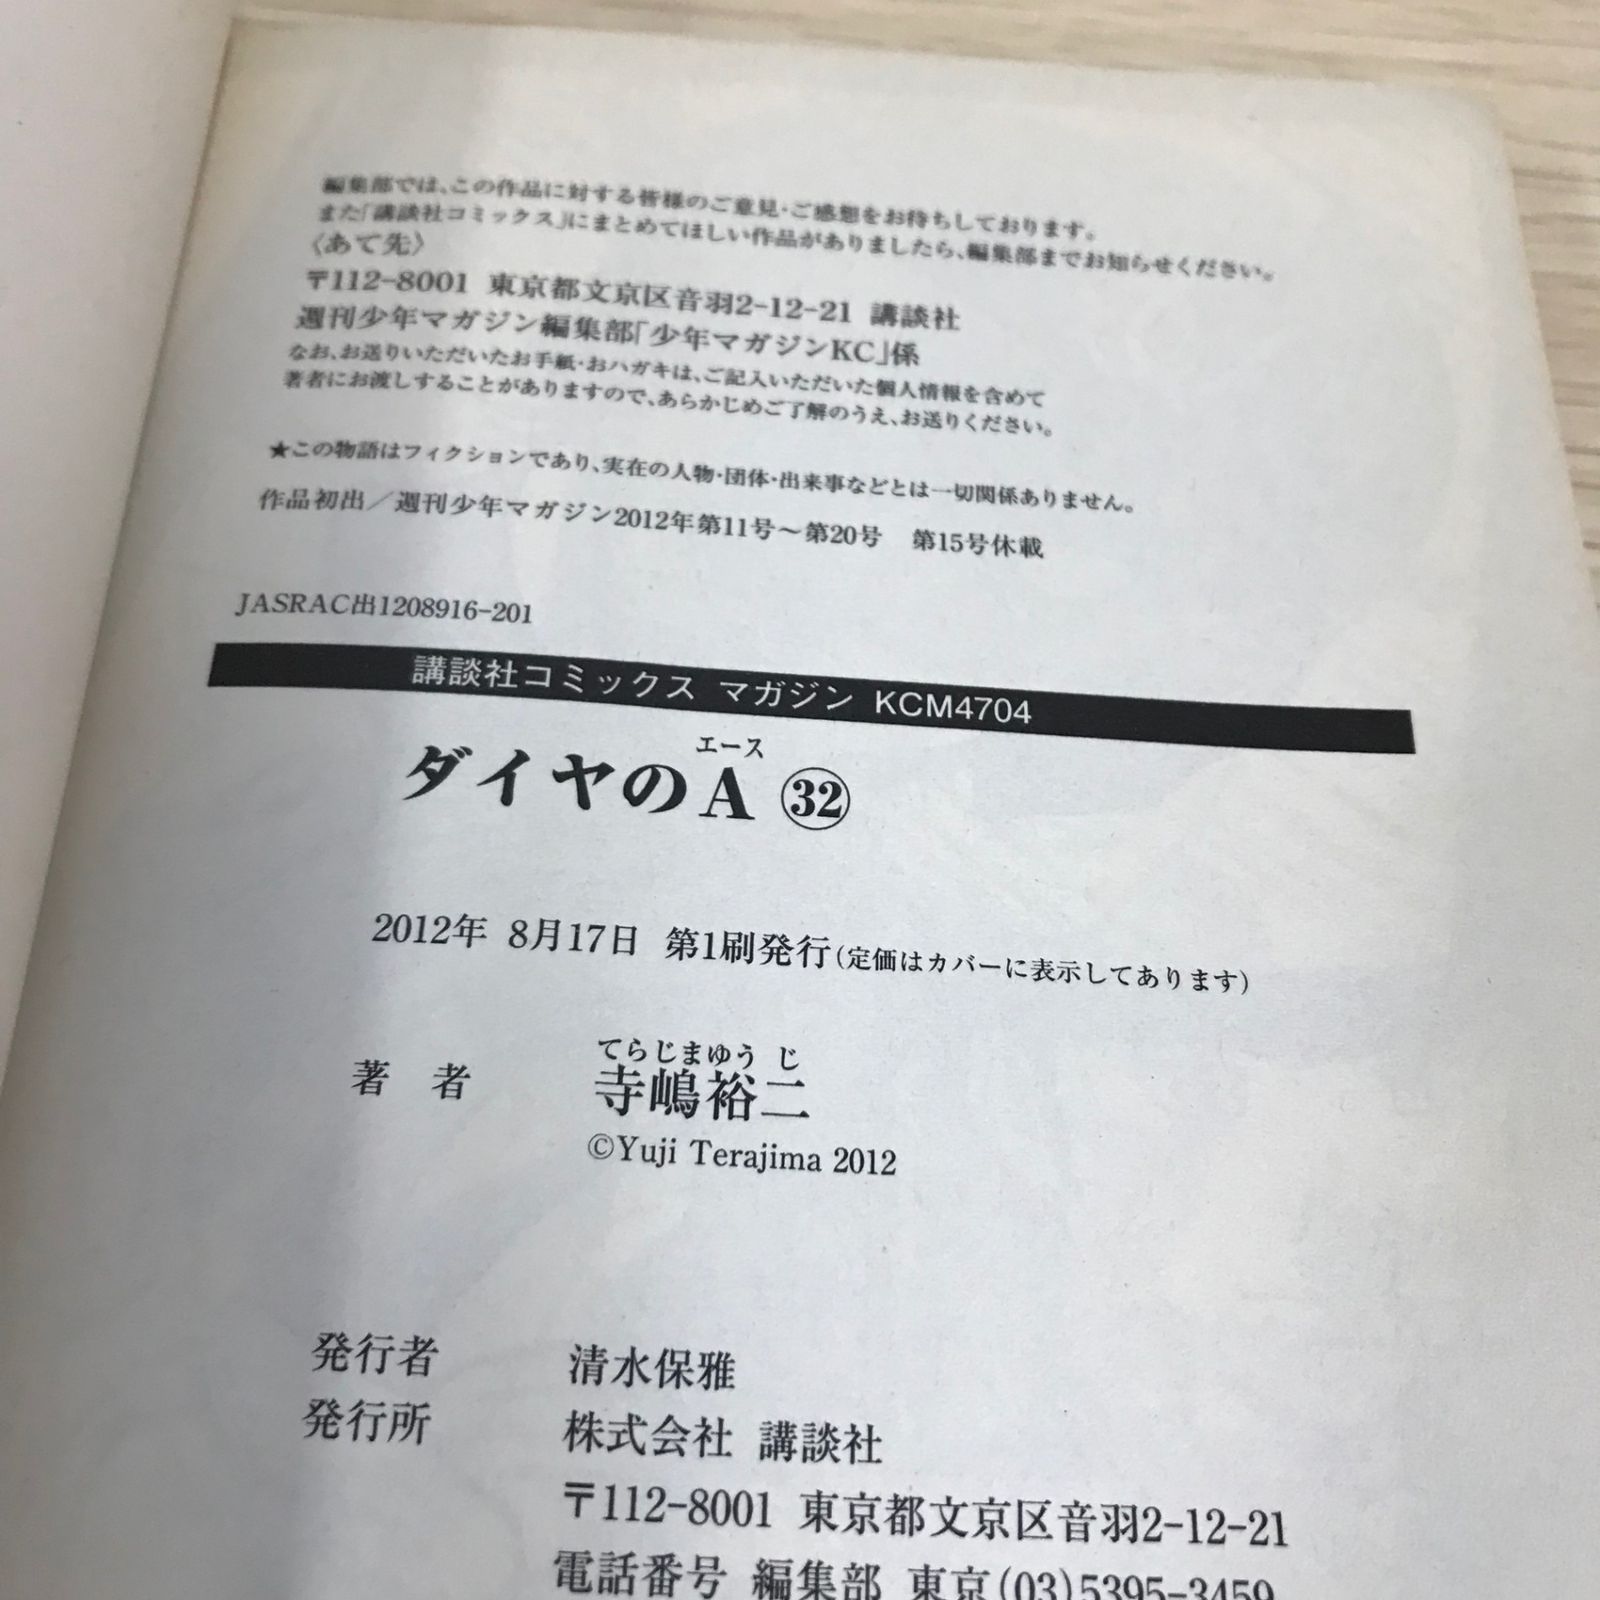 編集部では、この作品に対する皆様のご意見・ご感想をお待ちしております。
また「講談社コミックス」にまとめてほしい作品がありましたら、編集部までお知らせください。
〈あて先〉
〒112-8001 東京都文京区音羽2-12-21 講談社
週刊少年マガジン編集部「少年マガジンKC」係
なお、お送りいただいたお手紙・おハガキは、ご記入いただいた個人情報を含めて
著者にお渡しすることがありますので、あらかじめご了解のうえ、お送りください。
★この物語はフィクションであり、実在の人物・団体・出来事などとは一切関係ありません。
作品初出／週刊少年マガジン2012年第11号～第20号 第15号休載
JASRAC出1208916-201
講談社コミックス マガジン KCM4704
エース
ダイヤのA ㉜
2012年 8月17日 第1刷発行(定価はカバーに表示してあります)
てらじまゆうじ
著者 寺嶋裕二
©Yuji Terajima 2012
発行者 清水保雅
発行所 株式会社 講談社
〒112-8001 東京都文京区音羽2-12-21
電話番号 編集部 東京(03)5395-3459